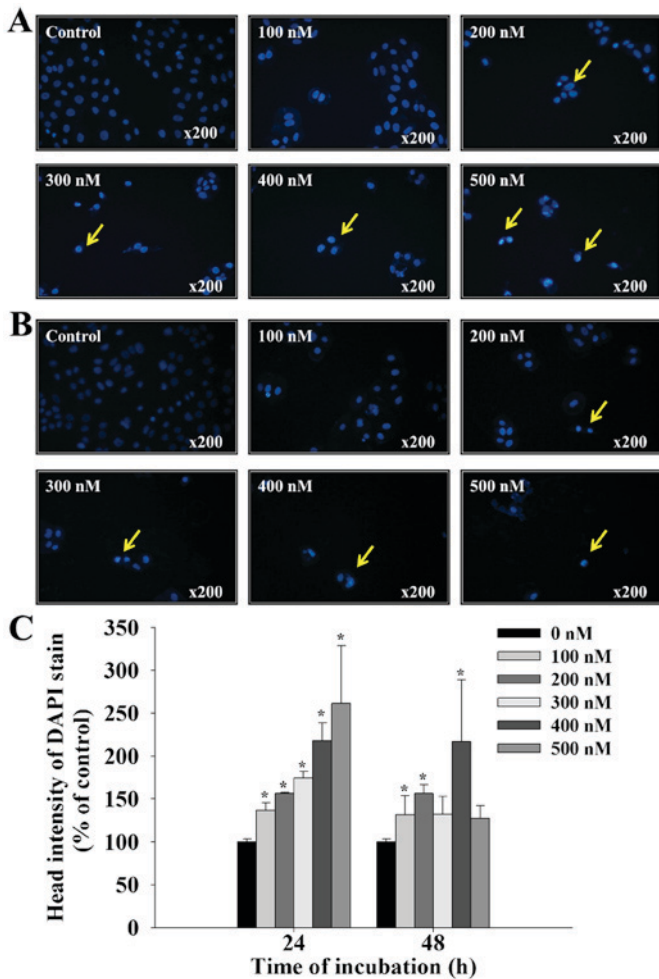 A
Control
x200
100 nM
x200
200 nM
x200
300 nM
x200
400 nM
x200
500 nM
x200
B
Control
x200
100 nM
x200
200 nM
x200
300 nM
x200
400 nM
x200
500 nM
x200
C
Head intensity of DAPI stain
(% of control)
350
300
250
200
150
100
50
0
* * * * *
* * *
0 nM
100 nM
200 nM
300 nM
400 nM
500 nM
24
48
Time of incubation (h)